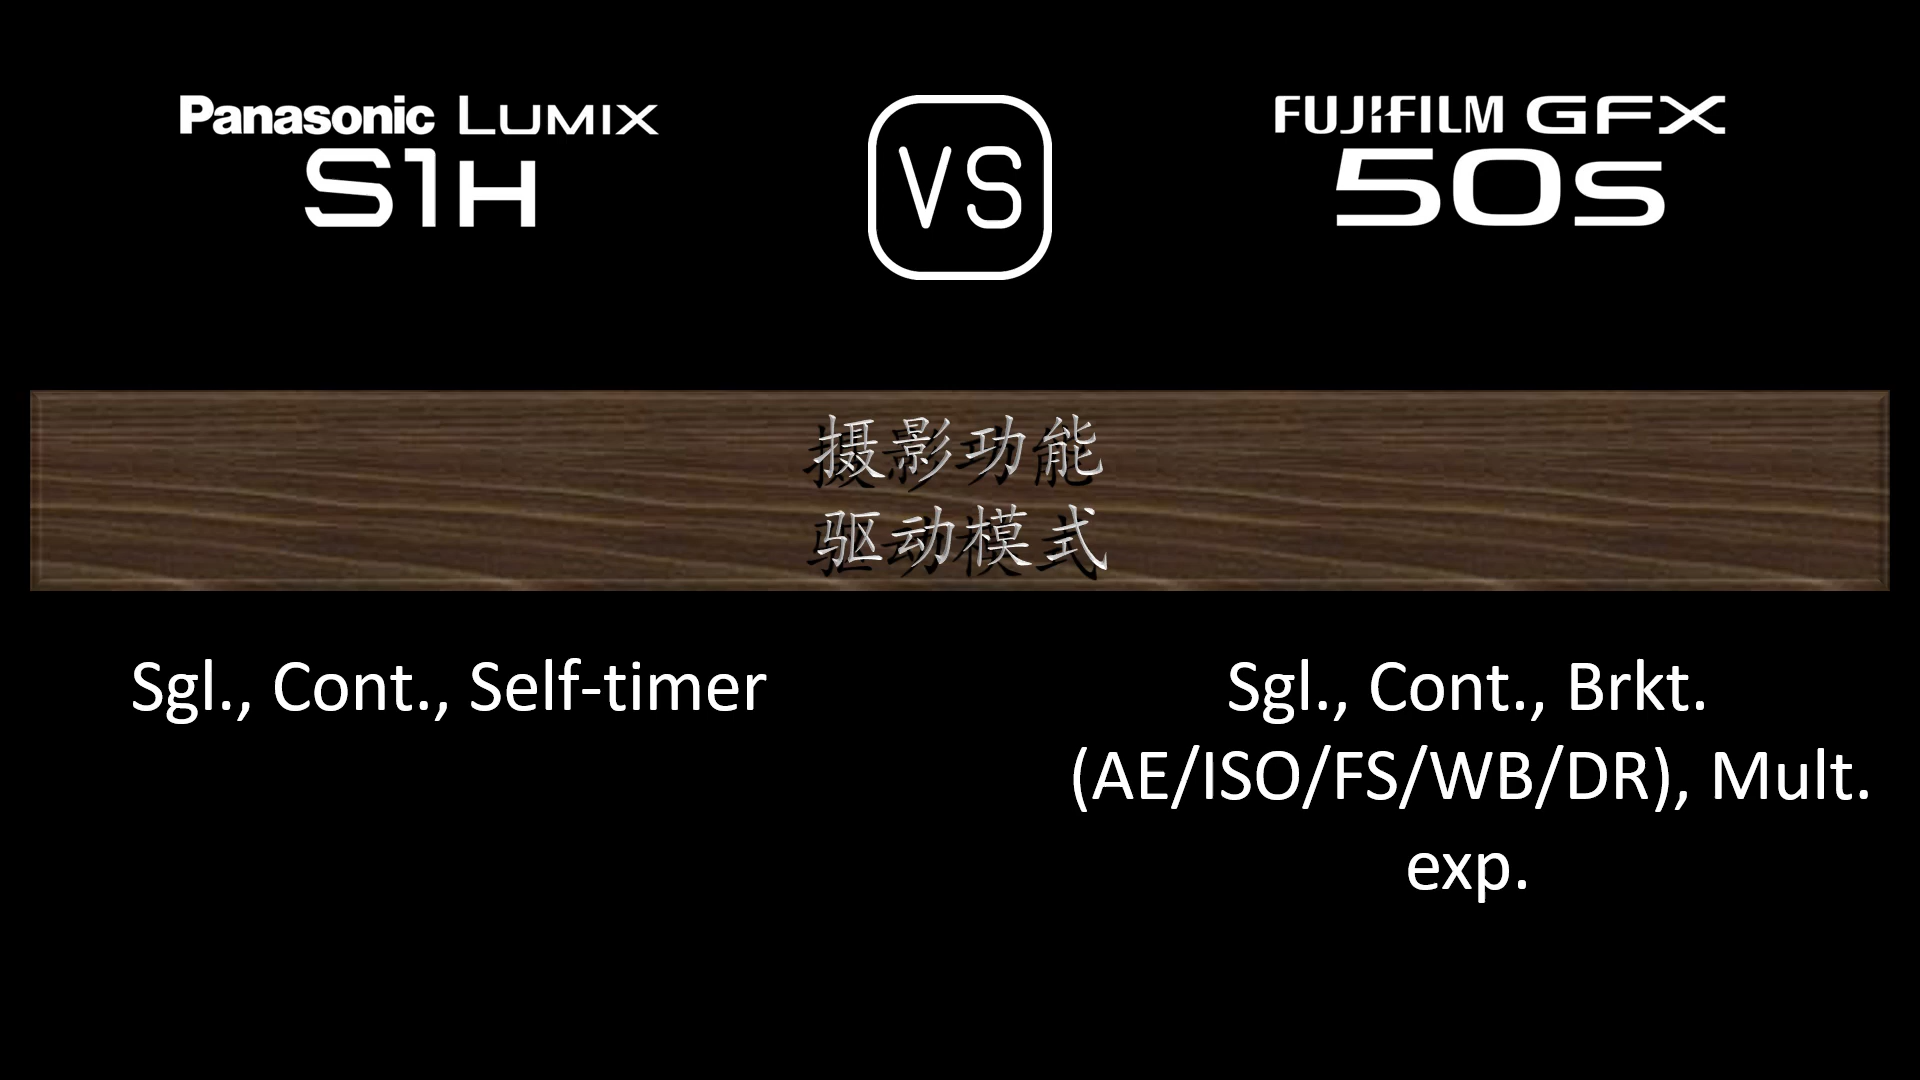 Panasonic LUMIX
S1H
VS
FUJIFILM GFX
50s
摄影功能
驱动模式
Sgl., Cont., Self-timer
Sgl., Cont., Brkt.
(AE/ISO/FS/WB/DR), Mult.
exp.